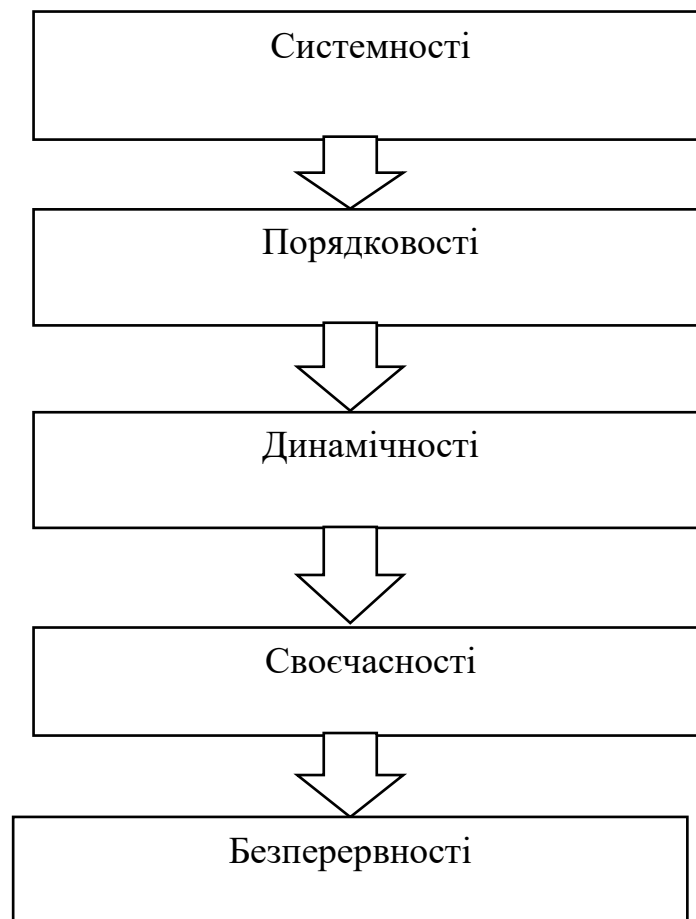 Системності
Порядковості
Динамічності
Своєчасності
Безперервності